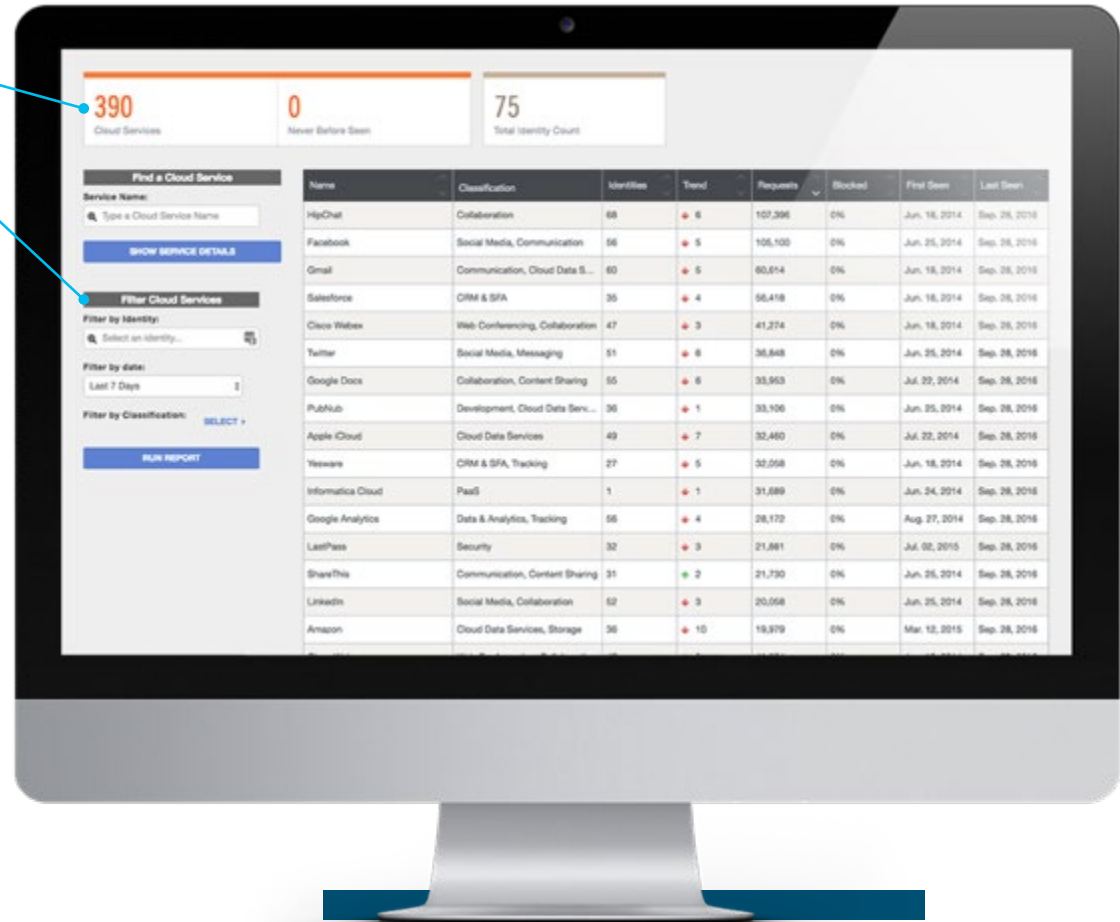 390
Cloud Services
0
Never Before Seen
75
Total Identity Count
Find a Cloud Service
Service Name:
Type a Cloud Service Name
SHOW SERVICE DETAILS
Filter Cloud Services
Filter by Identity:
Select an identity...
Filter by date:
Last 7 Days
Filter by Classification: SELECT
RUN REPORT
Name Classification Identities Trend Requests Blocked First Seen Last Seen
HipChat Collaboration 68 6 107,396 0% Jun. 18, 2014 Sep. 28, 2016
Facebook Social Media, Communication 56 5 105,100 0% Jun. 25, 2014 Sep. 28, 2016
Gmail Communication, Cloud Data S... 60 5 60,614 0% Jun. 18, 2014 Sep. 28, 2016
Salesforce CRM & SFA 35 4 56,418 0% Jun. 18, 2014 Sep. 28, 2016
Cisco Webex Web Conferencing, Collaboration 47 3 41,274 0% Jun. 18, 2014 Sep. 28, 2016
Twitter Social Media, Messaging 51 6 36,848 0% Jun. 25, 2014 Sep. 28, 2016
Google Docs Collaboration, Content Sharing 55 6 33,953 0% Jul. 22, 2014 Sep. 28, 2016
PubNub Development, Cloud Data Serv... 36 1 33,106 0% Jun. 25, 2014 Sep. 28, 2016
Apple iCloud Cloud Data Services 49 7 32,460 0% Jul. 22, 2014 Sep. 28, 2016
Yesware CRM & SFA, Tracking 27 5 32,058 0% Jun. 18, 2014 Sep. 28, 2016
Informatica Cloud PaaS 1 1 31,689 0% Jun. 24, 2014 Sep. 28, 2016
Google Analytics Data & Analytics, Tracking 56 4 28,172 0% Aug. 27, 2014 Sep. 28, 2016
LastPass Security 32 3 21,881 0% Jul. 02, 2015 Sep. 28, 2016
ShareThis Communication, Content Sharing 31 2 21,730 0% Jun. 25, 2014 Sep. 28, 2016
LinkedIn Social Media, Collaboration 52 3 20,058 0% Jun. 25, 2014 Sep. 28, 2016
Amazon Cloud Data Services, Storage 36 10 19,979 0% Mar. 12, 2015 Sep. 28, 2016